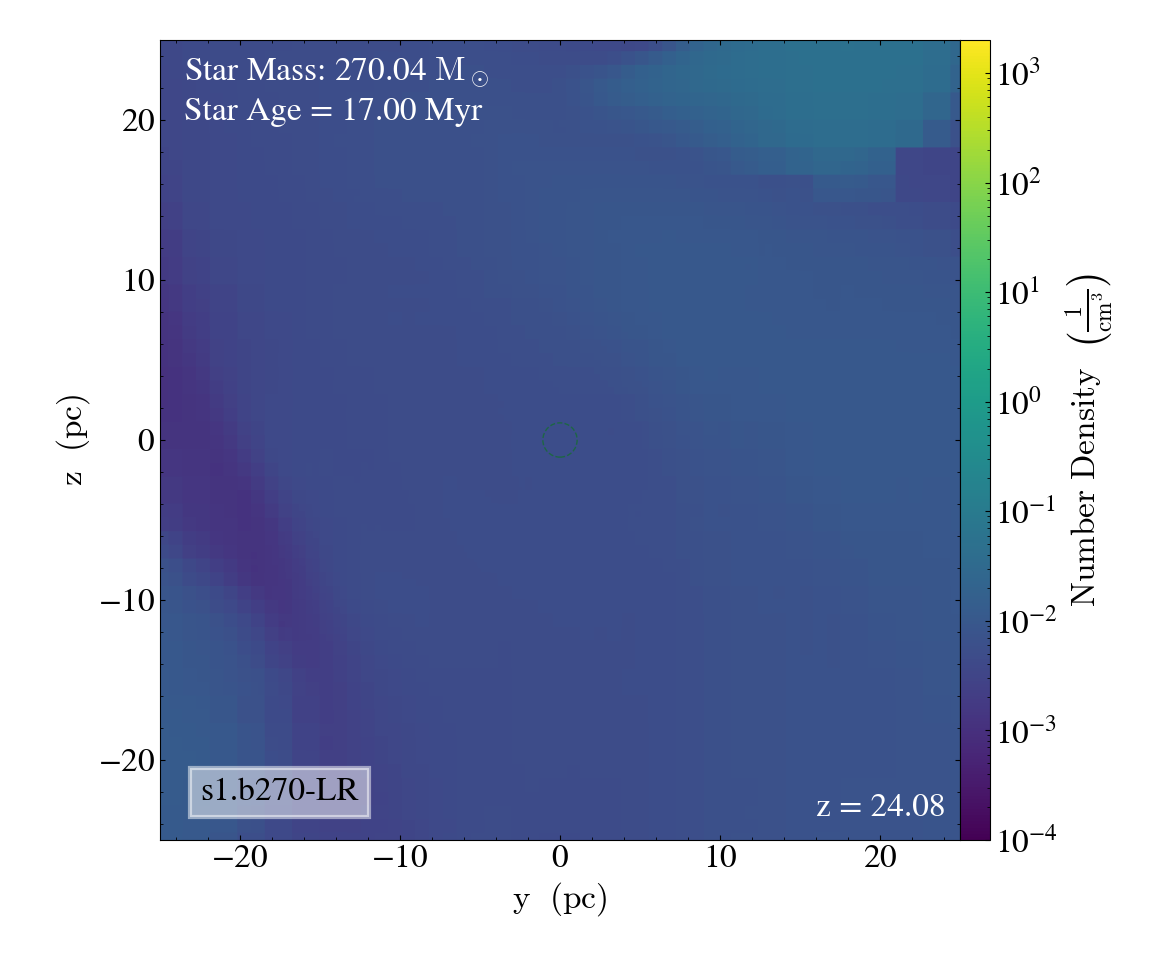 Star Mass: 270.04 M⊙
Star Age = 17.00 Myr
s1.b270-LR
z = 24.08
20
10
0
−10
−20
z (pc)
−20 −10 0 10 20
y (pc)
10³
10²
10¹
10⁰
10⁻¹
10⁻²
10⁻³
10⁻⁴
Number Density (1/cm³)